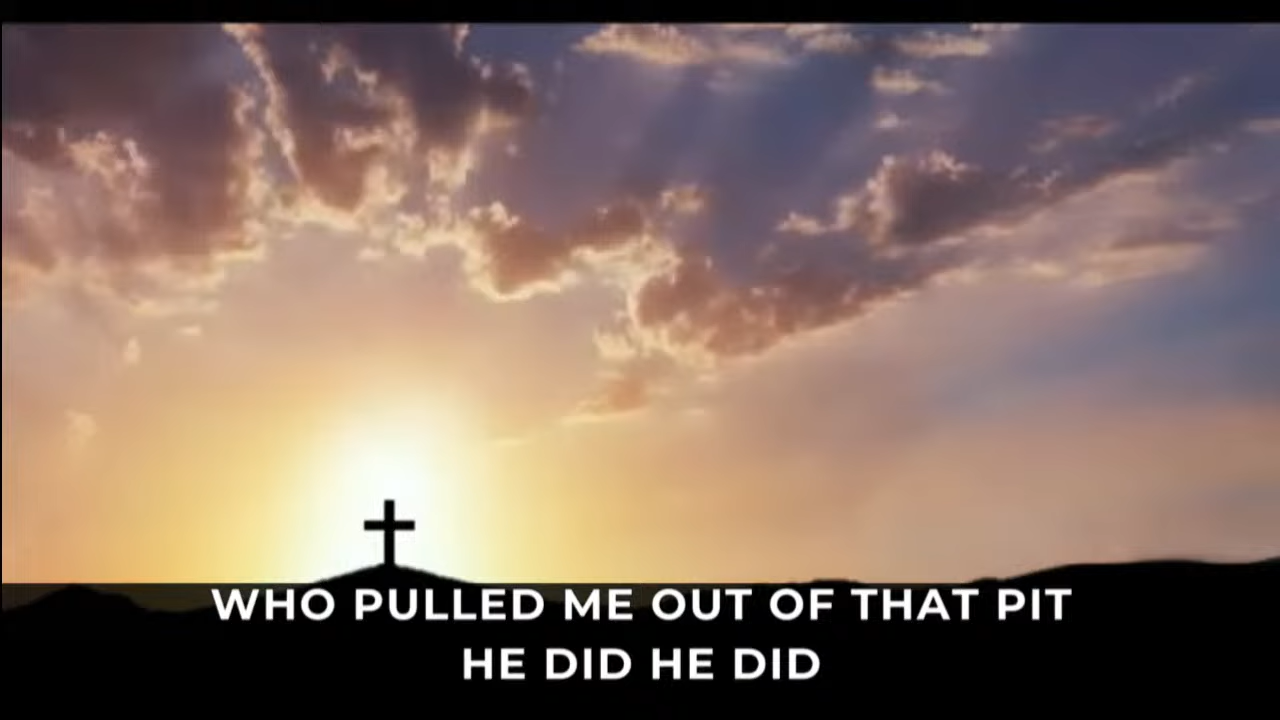 WHO PULLED ME OUT OF THAT PIT
HE DID HE DID